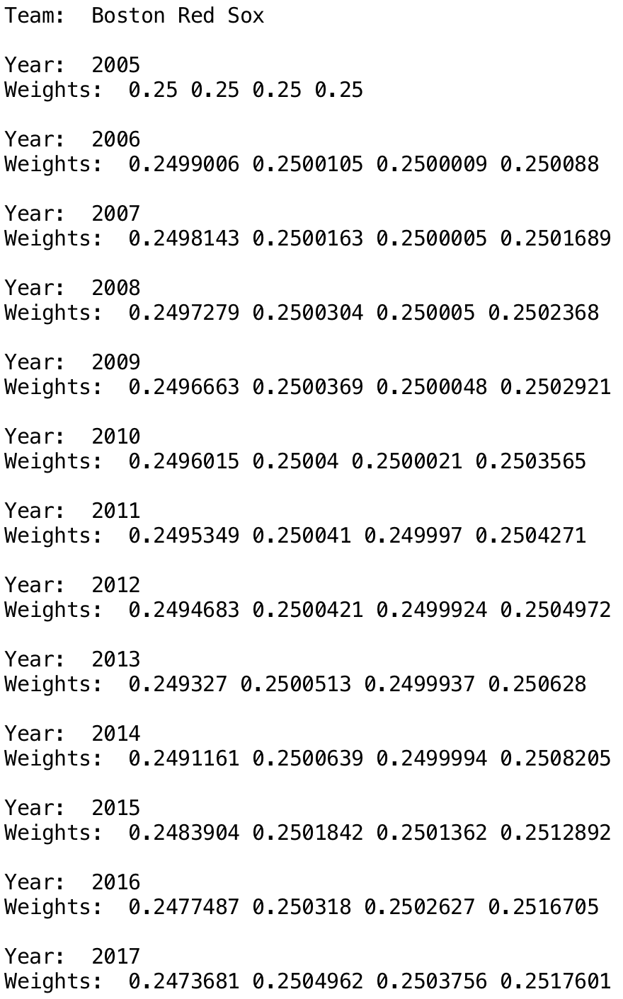 Team:  Boston Red Sox
Year:  2005
Weights:  0.25 0.25 0.25 0.25
Year:  2006
Weights:  0.2499006 0.2500105 0.2500009 0.250088
Year:  2007
Weights:  0.2498143 0.2500163 0.2500005 0.2501689
Year:  2008
Weights:  0.2497279 0.2500304 0.250005 0.2502368
Year:  2009
Weights:  0.2496663 0.2500369 0.2500048 0.2502921
Year:  2010
Weights:  0.2496015 0.25004 0.2500021 0.2503565
Year:  2011
Weights:  0.2495349 0.250041 0.249997 0.2504271
Year:  2012
Weights:  0.2494683 0.2500421 0.2499924 0.2504972
Year:  2013
Weights:  0.249327 0.2500513 0.2499937 0.250628
Year:  2014
Weights:  0.2491161 0.2500639 0.2499994 0.2508205
Year:  2015
Weights:  0.2483904 0.2501842 0.2501362 0.2512892
Year:  2016
Weights:  0.2477487 0.250318 0.2502627 0.2516705
Year:  2017
Weights:  0.2473681 0.2504962 0.2503756 0.2517601